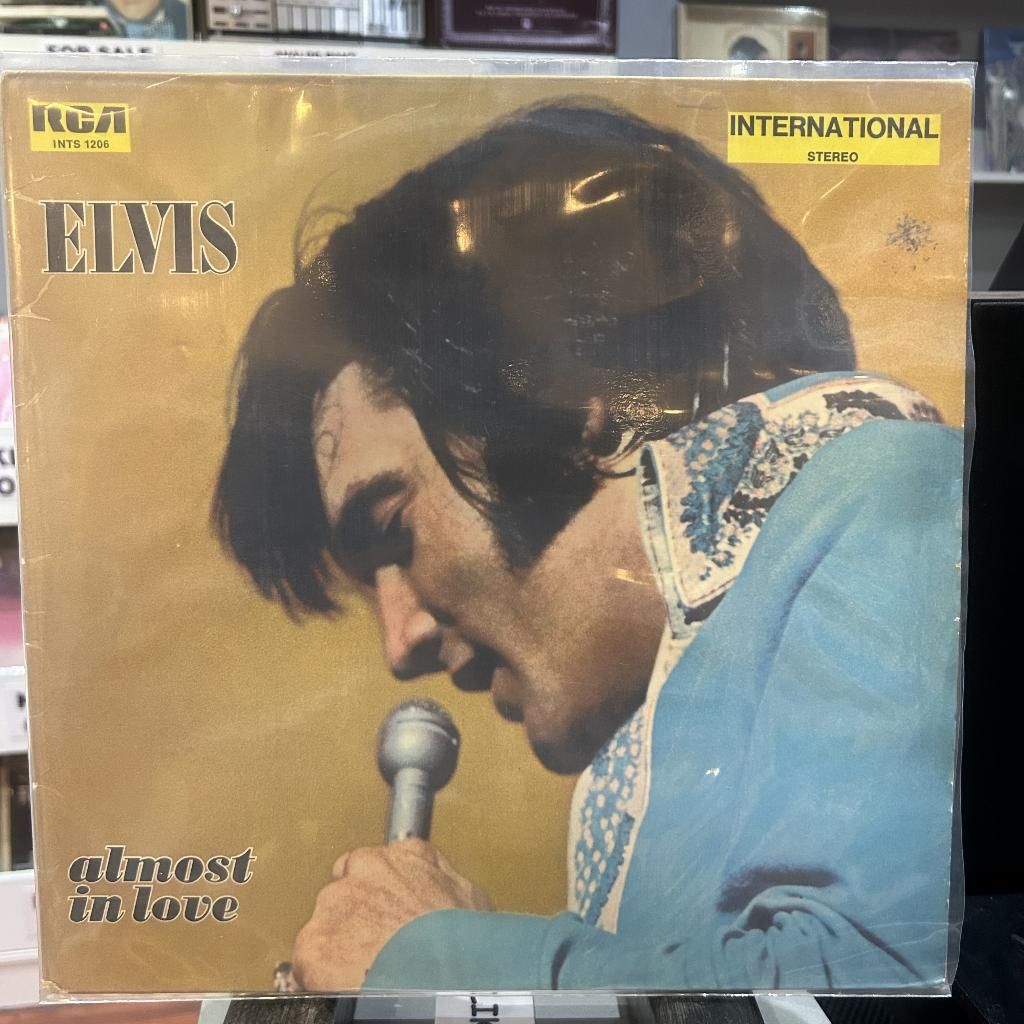 FOR SALE
RCA
INTS 1206
INTERNATIONAL
STEREO
ELVIS
almost
in love